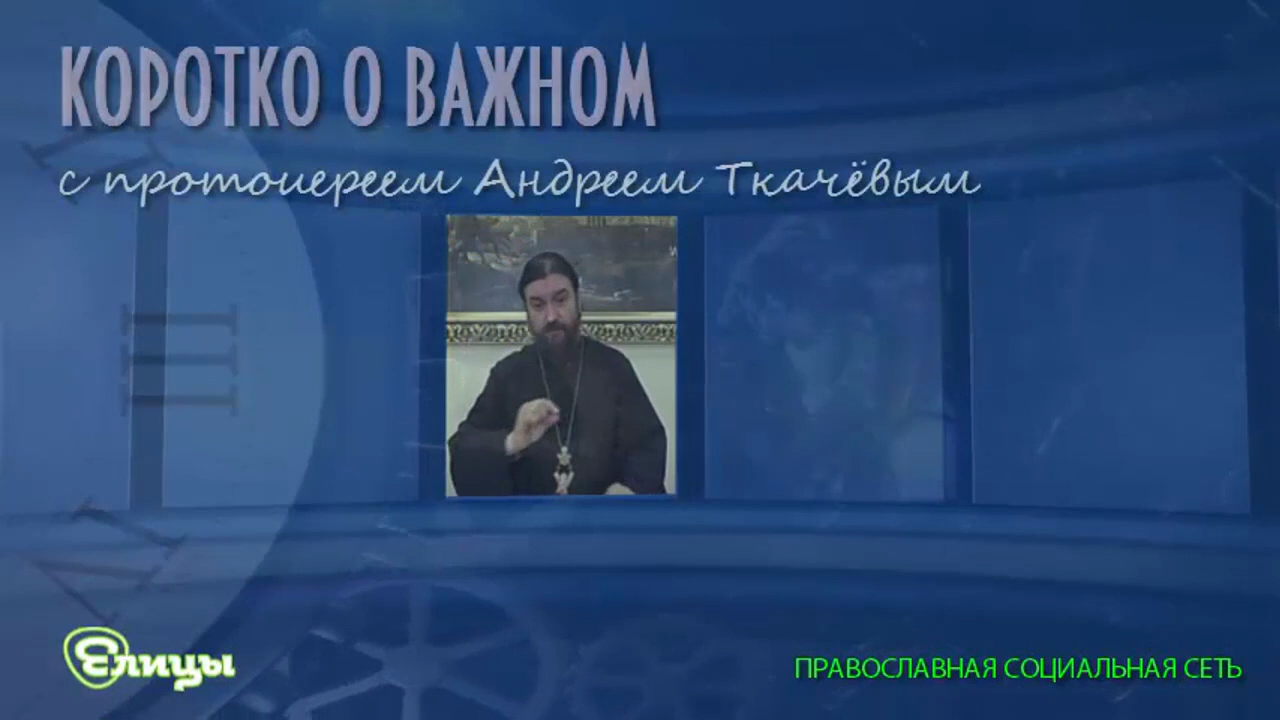 КОРОТКО О ВАЖНОМ
с протоиереем Андреем Ткачёвым
Елицы
ПРАВОСЛАВНАЯ СОЦИАЛЬНАЯ СЕТЬ